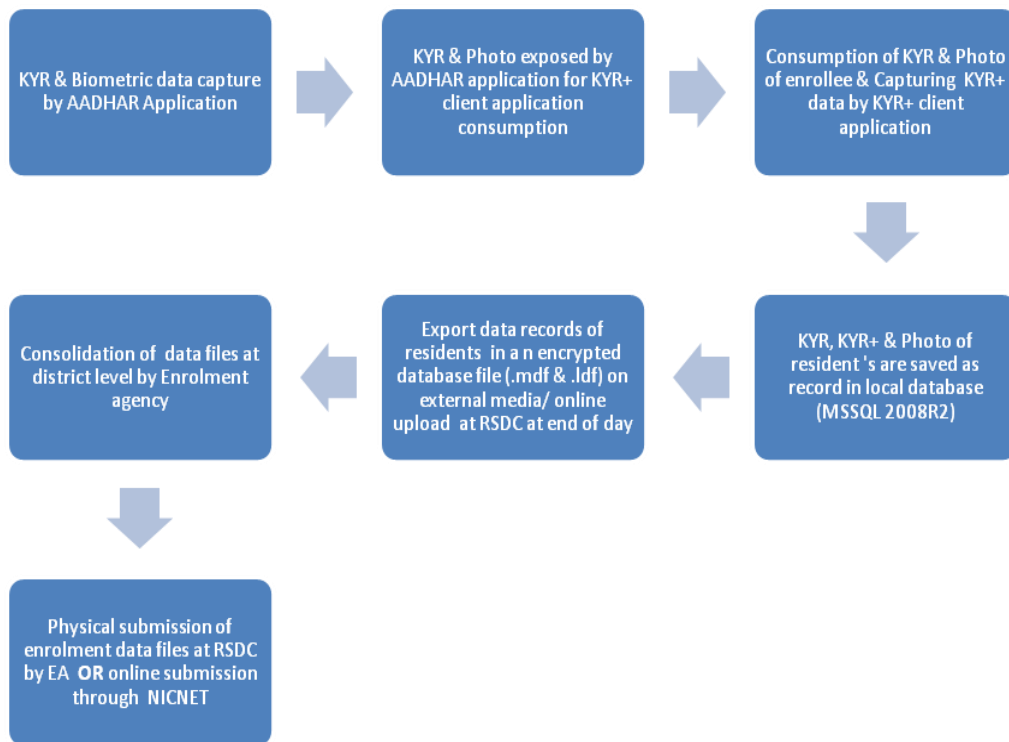 KYR & Biometric data capture
by AADHAR Application
KYR & Photo exposed by
AADHAR application for KYR+
client application
consumption
Consumption of KYR & Photo
of enrollee & Capturing KYR+
data by KYR+ client
application
KYR, KYR+ & Photo of
resident 's are saved as
record in local database
(MSSQL 2008R2)
Export data records of
residents in a n encrypted
database file (.mdf & .ldf) on
external media/ online
upload at RSDC at end of day
Consolidation of data files at
district level by Enrolment
agency
Physical submission of
enrolment data files at RSDC
by EA OR online submission
through NICNET